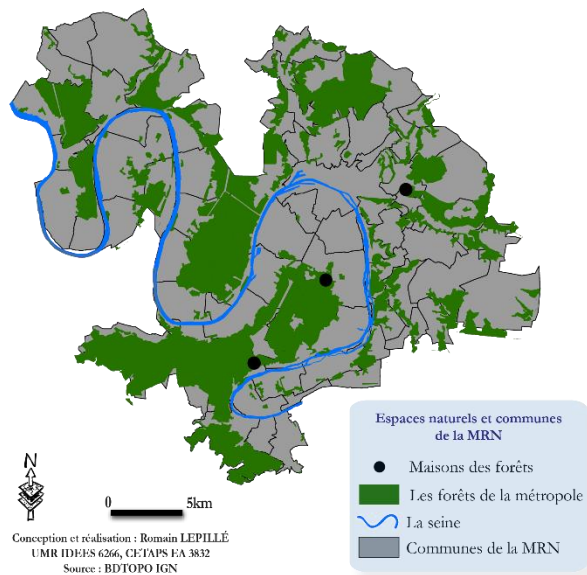 Espaces naturels et communes
de la MRN
Maisons des forêts
Les forêts de la métropole
La seine
Communes de la MRN
N
0 5km
Conception et réalisation : Romain LEPILLÉ
UMR IDEES 6266, CETAPS EA 3832
Source : BDTOPO IGN